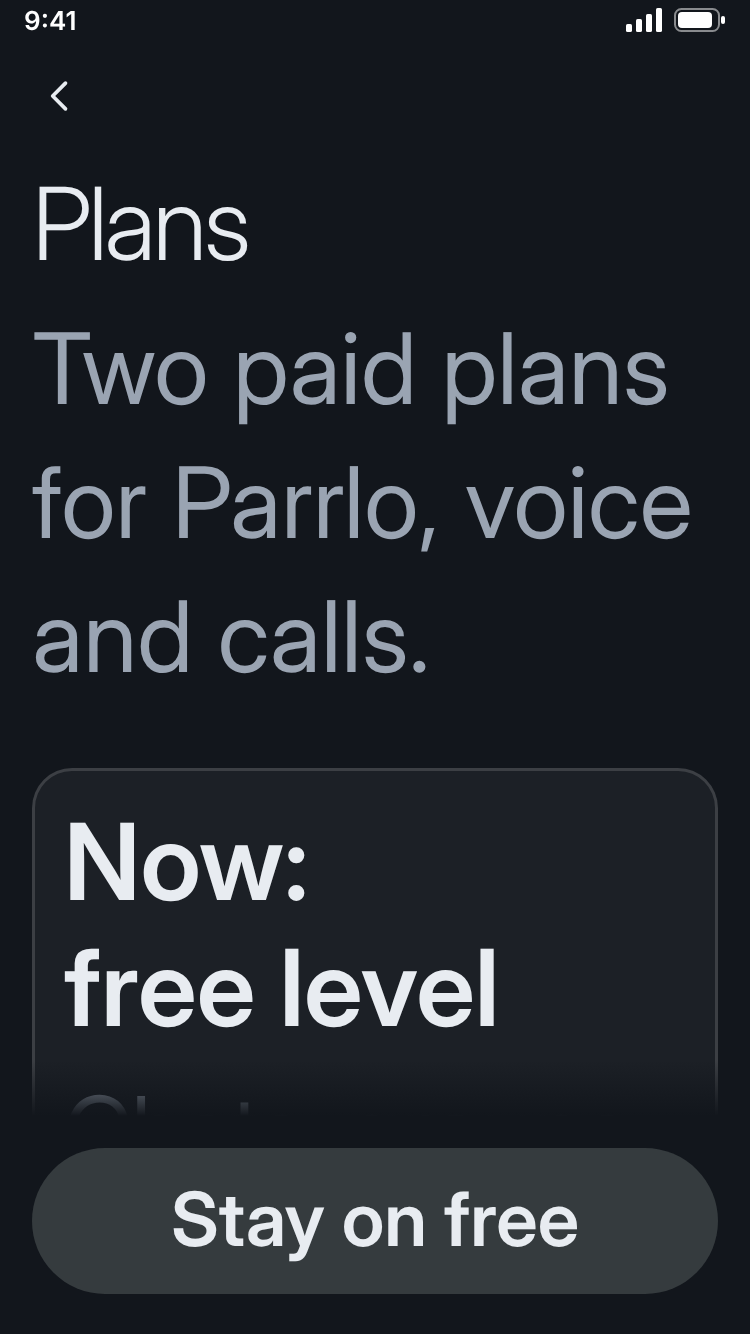 9:41
Plans
Two paid plans
for Parrlo, voice
and calls.
Now:
free level
Stay on free